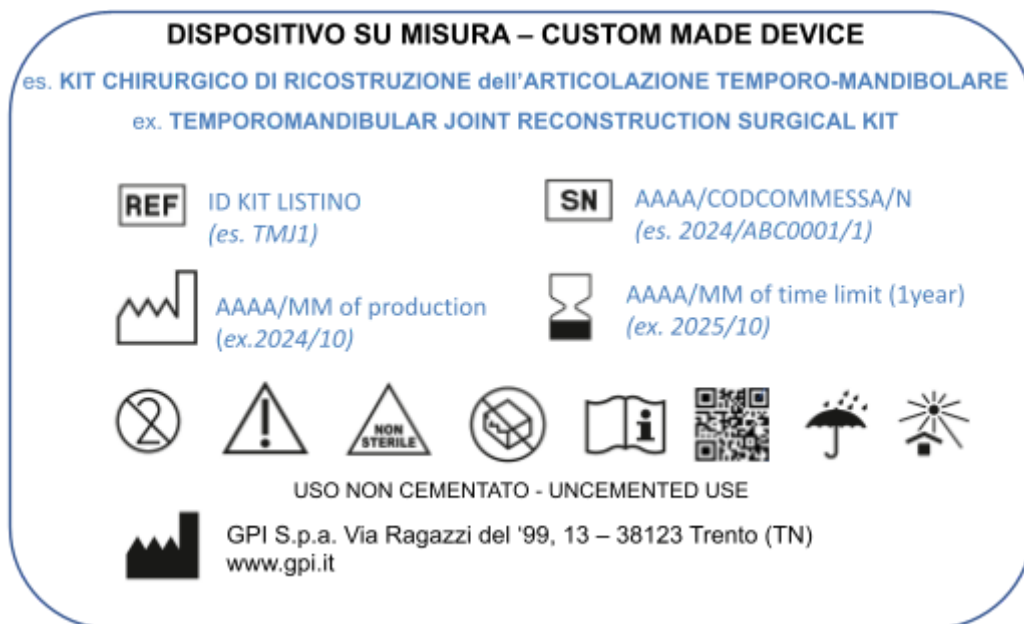 DISPOSITIVO SU MISURA – CUSTOM MADE DEVICE
es. KIT CHIRURGICO DI RICOSTRUZIONE dell'ARTICOLAZIONE TEMPORO-MANDIBOLARE
ex. TEMPOROMANDIBULAR JOINT RECONSTRUCTION SURGICAL KIT
REF ID KIT LISTINO
(es. TMJ1)
SN AAAA/CODCOMMESSA/N
(es. 2024/ABC0001/1)
AAAA/MM of production
(ex.2024/10)
AAAA/MM of time limit (1year)
(ex. 2025/10)
2
NON
STERILE
i
USO NON CEMENTATO - UNCEMENTED USE
GPI S.p.a. Via Ragazzi del '99, 13 – 38123 Trento (TN)
www.gpi.it